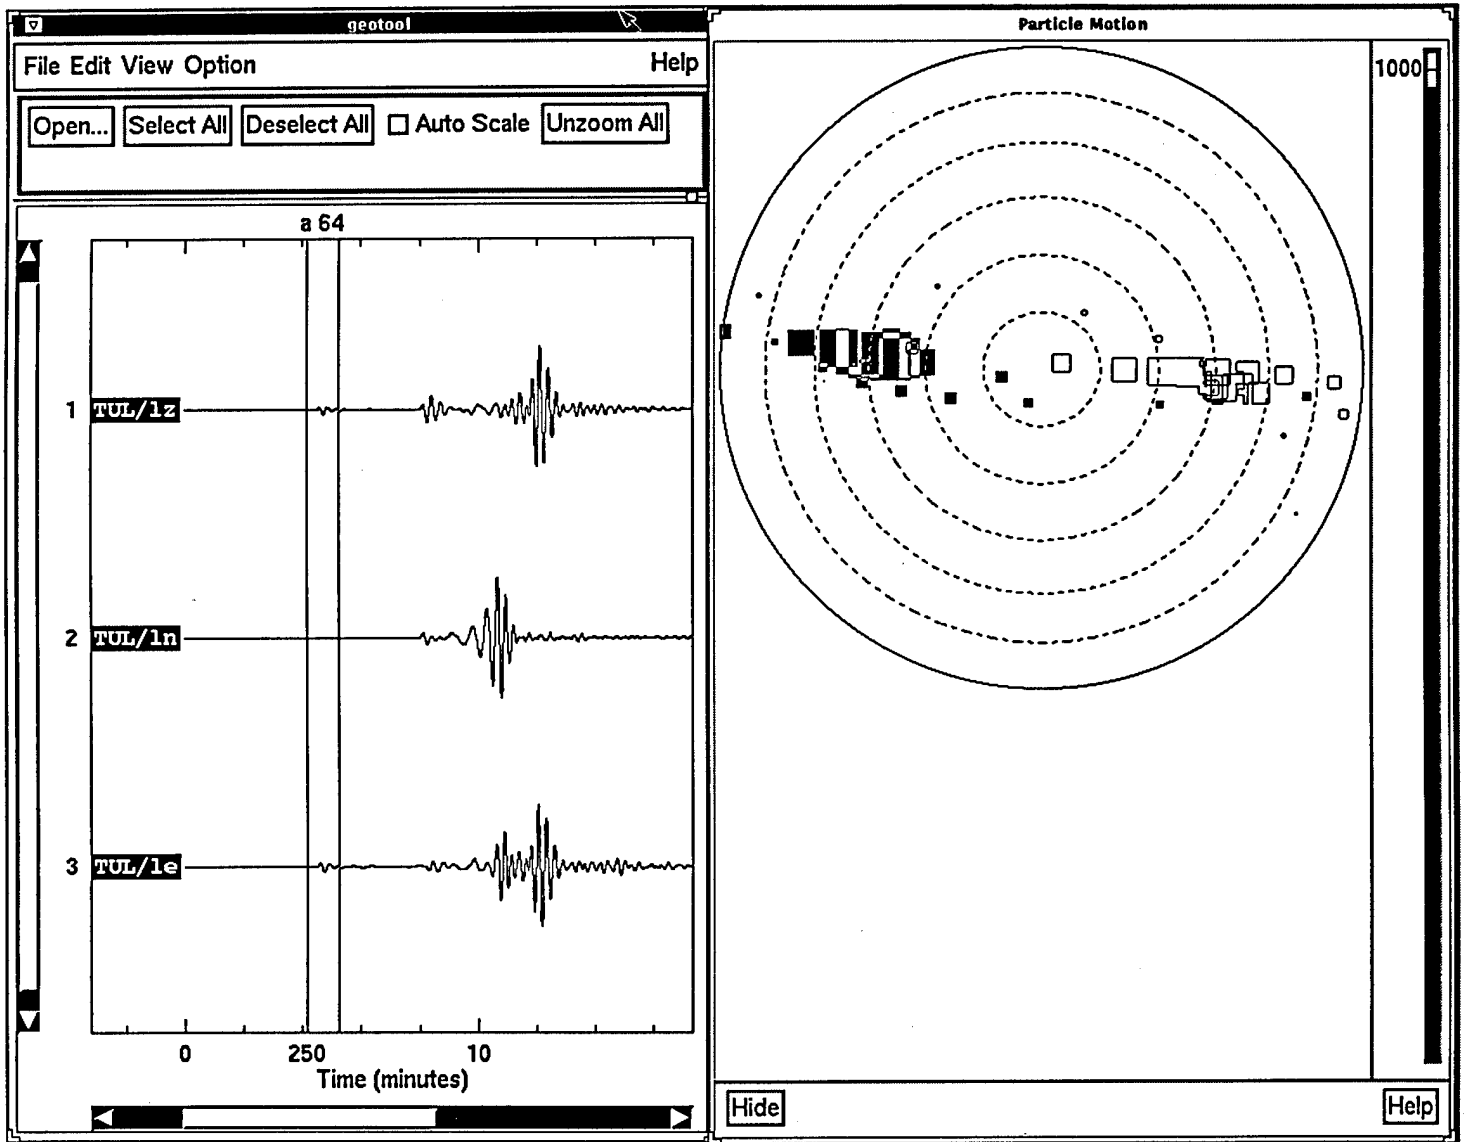 geotool
File Edit View Option Help
Open... Select All Deselect All Auto Scale Unzoom All
a 64
1 TUL/lz
2 TUL/ln
3 TUL/le
0 250 10
Time (minutes)
Particle Motion
1000
Hide Help